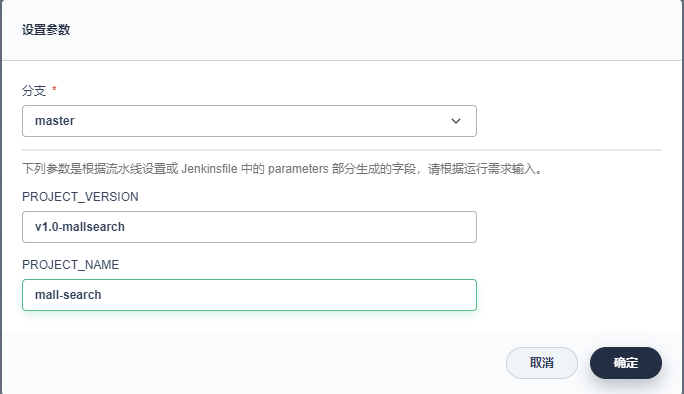 设置参数
分支 *
master
下列参数是根据流水线设置或 Jenkinsfile 中的 parameters 部分生成的字段，请根据运行需求输入。
PROJECT_VERSION
v1.0-mallsearch
PROJECT_NAME
mall-search
取消 确定